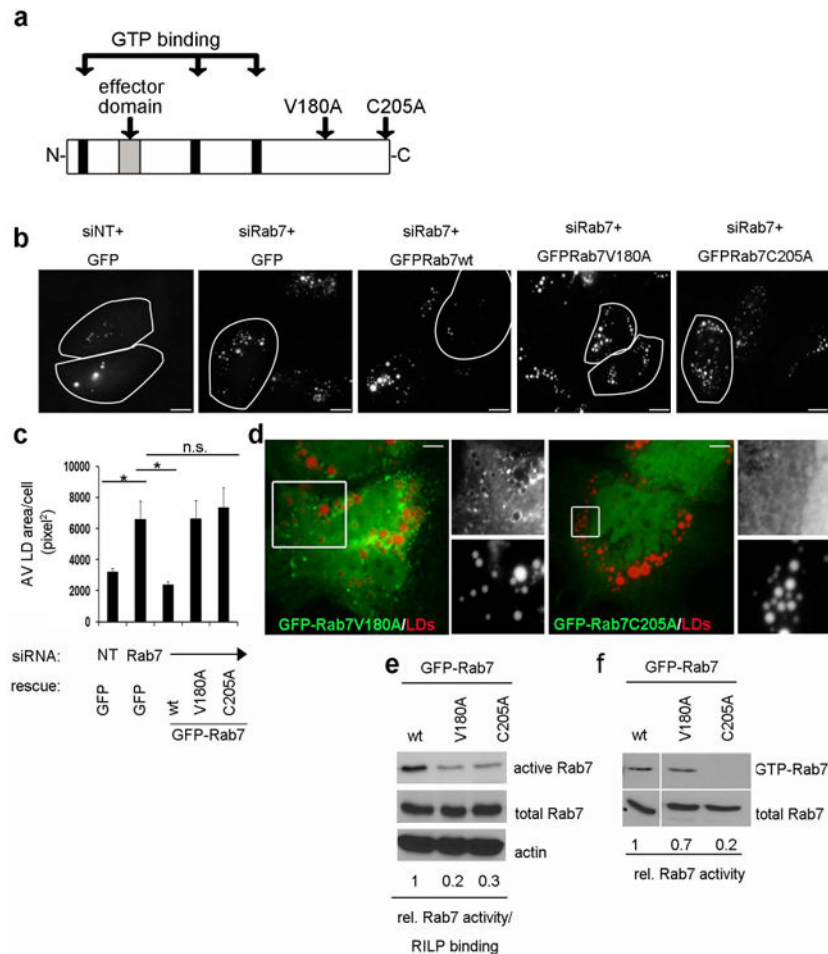 a
GTP binding
effector
domain
V180A
C205A
N-
-C
b
siNT+
GFP
siRab7+
GFP
siRab7+
GFPRab7wt
siRab7+
GFPRab7V180A
siRab7+
GFPRab7C205A
c
n.s.
*
*
AV LD area/cell
(pixel²)
10000
8000
6000
4000
2000
0
siRNA: NT Rab7
rescue: GFP GFP wt V180A C205A
GFP-Rab7
d
GFP-Rab7V180A/LDs
GFP-Rab7C205A/LDs
e
GFP-Rab7
wt V180A C205A
active Rab7
total Rab7
actin
1 0.2 0.3
rel. Rab7 activity/
RILP binding
f
GFP-Rab7
wt V180A C205A
GTP-Rab7
total Rab7
1 0.7 0.2
rel. Rab7 activity